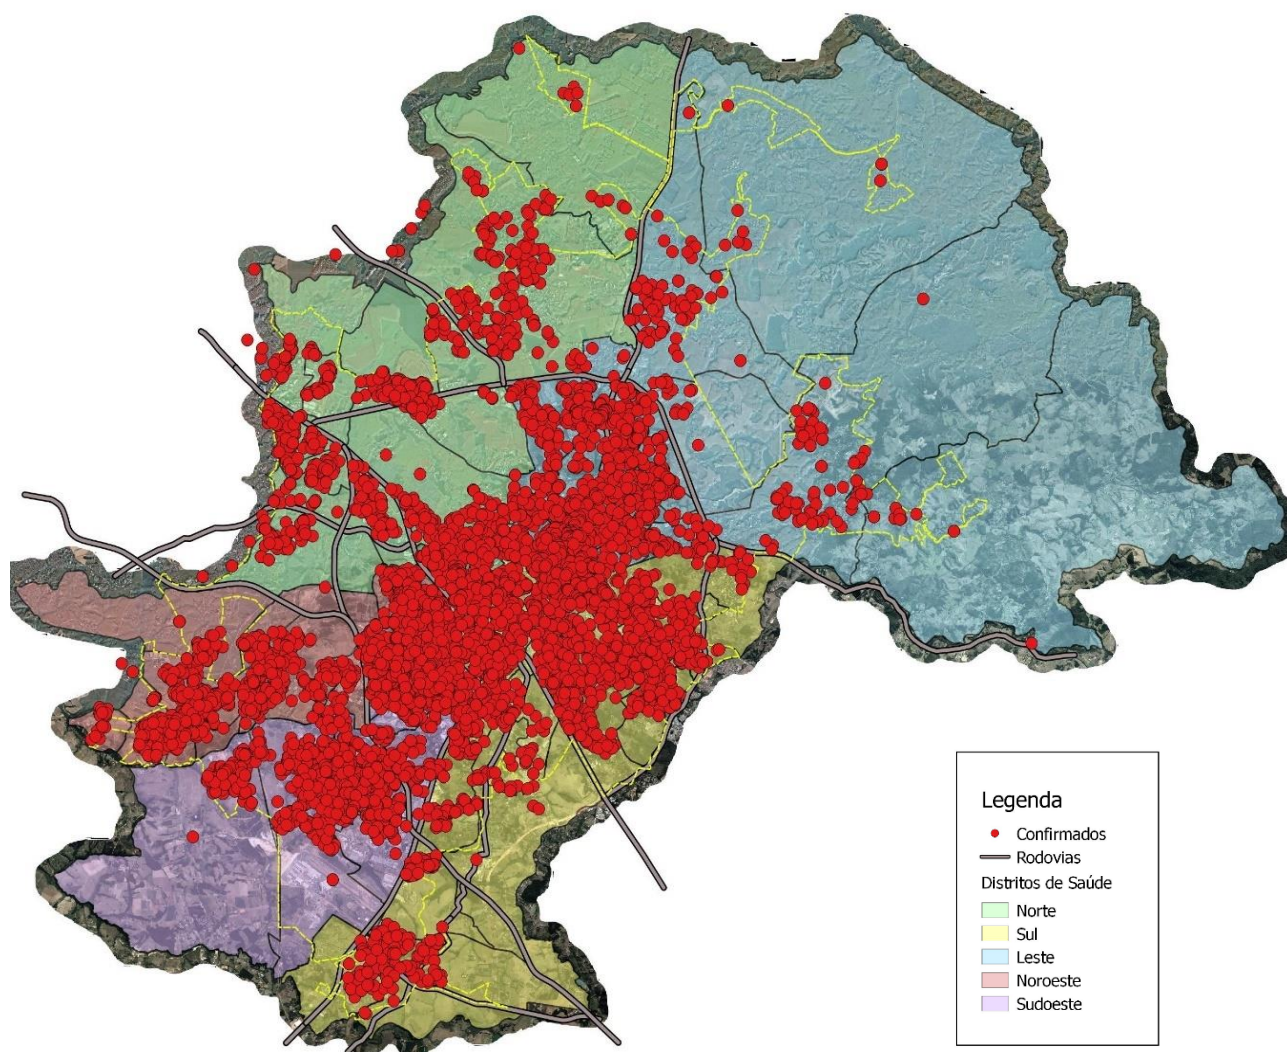 Legenda
Confirmados
Rodovias
Distritos de Saúde
Norte
Sul
Leste
Noroeste
Sudoeste